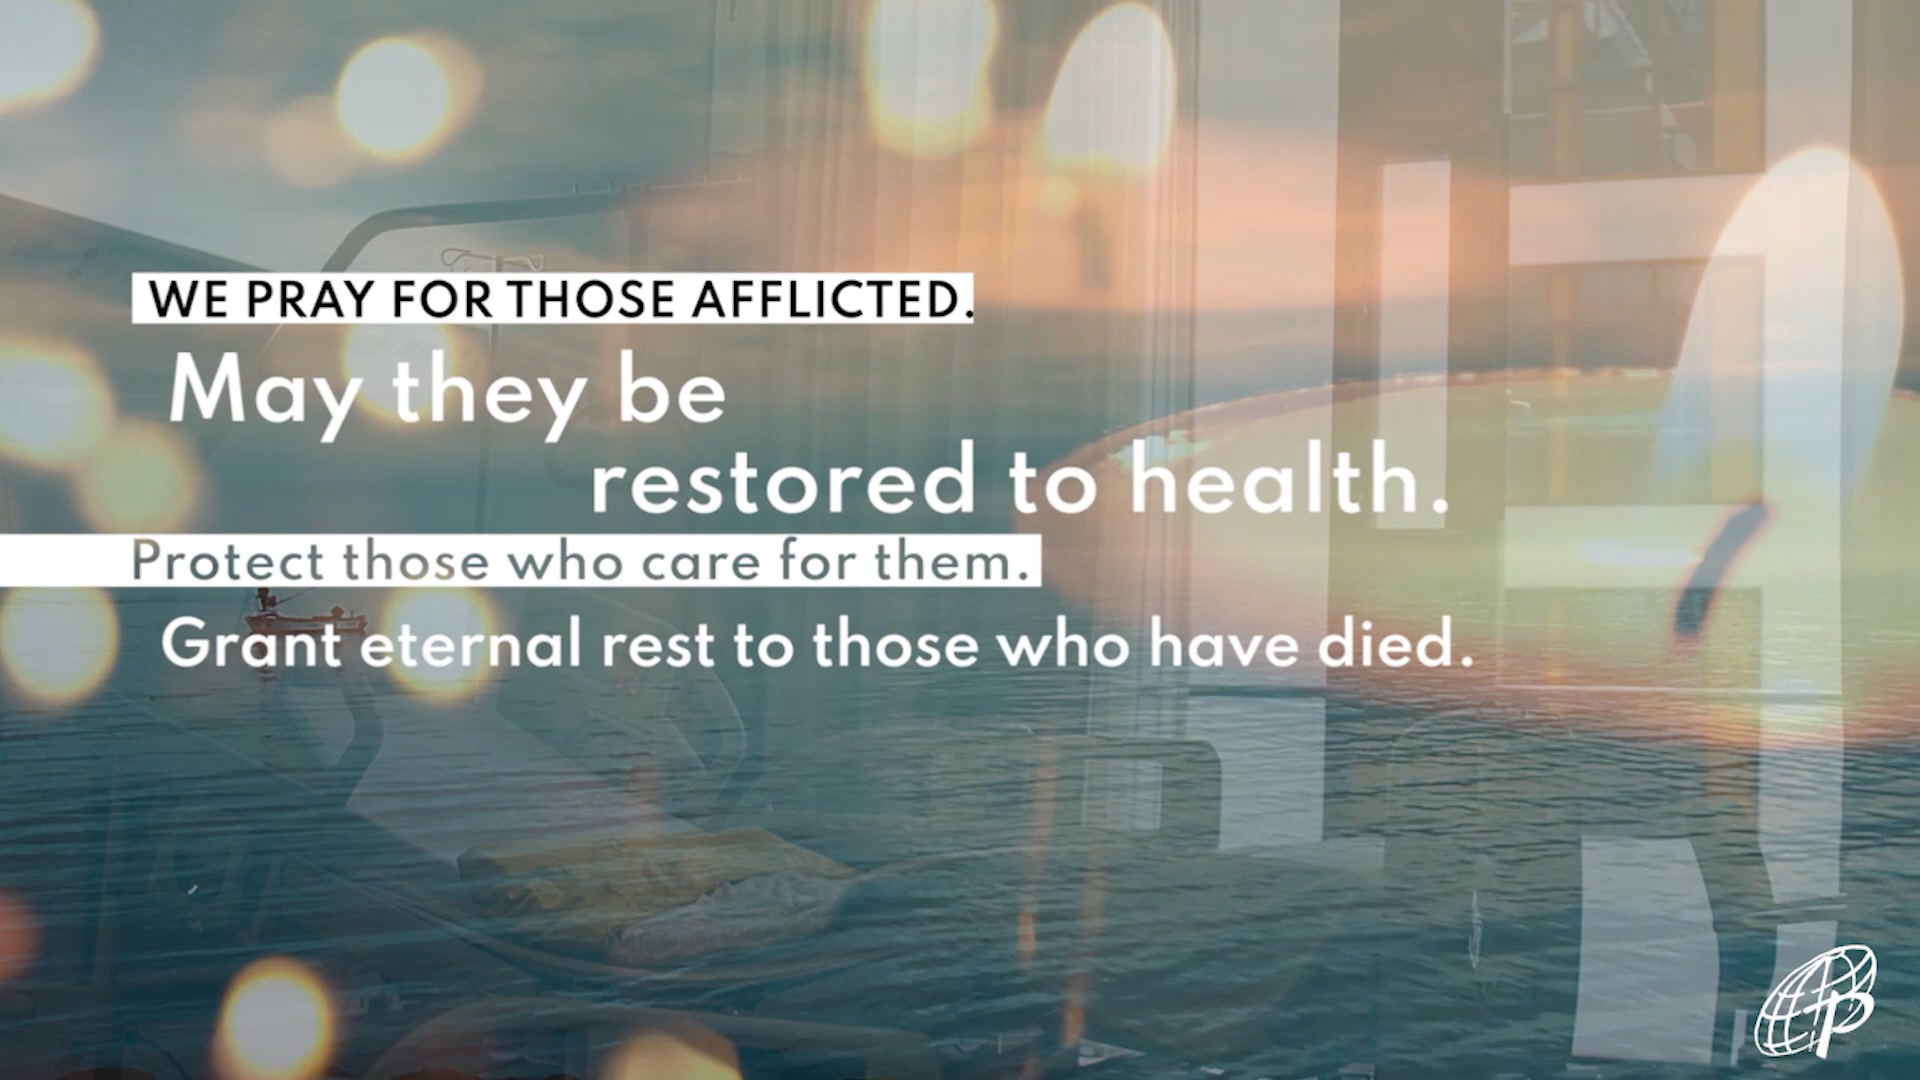 WE PRAY FOR THOSE AFFLICTED.
May they be
restored to health.
Protect those who care for them.
Grant eternal rest to those who have died.